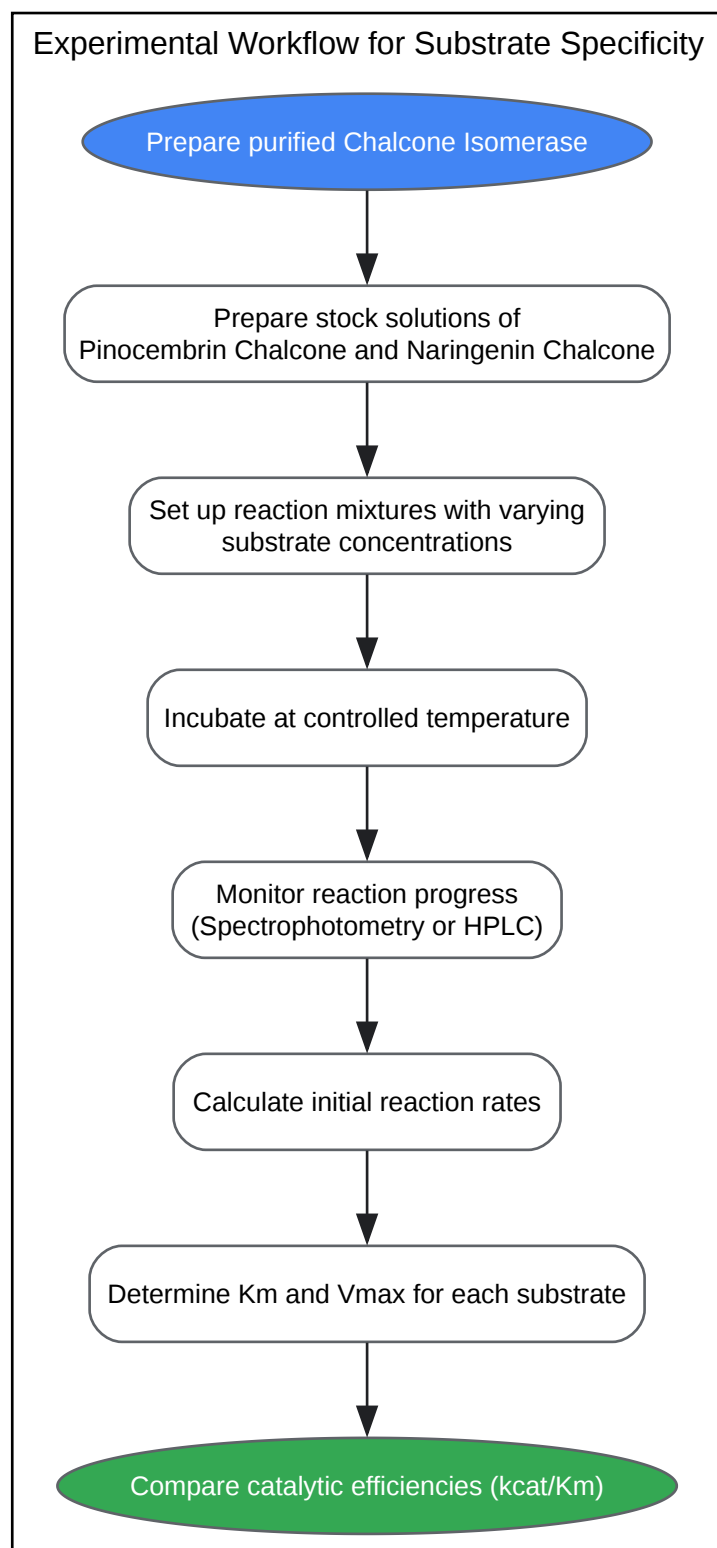 Experimental Workflow for Substrate Specificity
Prepare purified Chalcone Isomerase
Prepare stock solutions of
Pinocembrin Chalcone and Naringenin Chalcone
Set up reaction mixtures with varying
substrate concentrations
Incubate at controlled temperature
Monitor reaction progress
(Spectrophotometry or HPLC)
Calculate initial reaction rates
Determine Km and Vmax for each substrate
Compare catalytic efficiencies (kcat/Km)